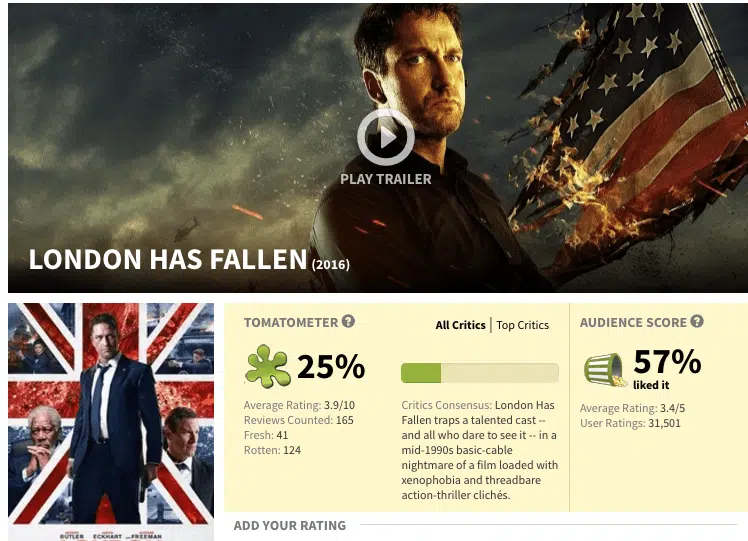 PLAY TRAILER
LONDON HAS FALLEN (2016)
TOMATOMETER
All Critics | Top Critics
25%
Average Rating: 3.9/10
Reviews Counted: 165
Fresh: 41
Rotten: 124
Critics Consensus: London Has
Fallen traps a talented cast --
and all who dare to see it -- in a
mid-1990s basic-cable
nightmare of a film loaded with
xenophobia and threadbare
action-thriller clichés.
AUDIENCE SCORE
57%
liked it
Average Rating: 3.4/5
User Ratings: 31,501
BUTLER ECKHART FREEMAN
ADD YOUR RATING